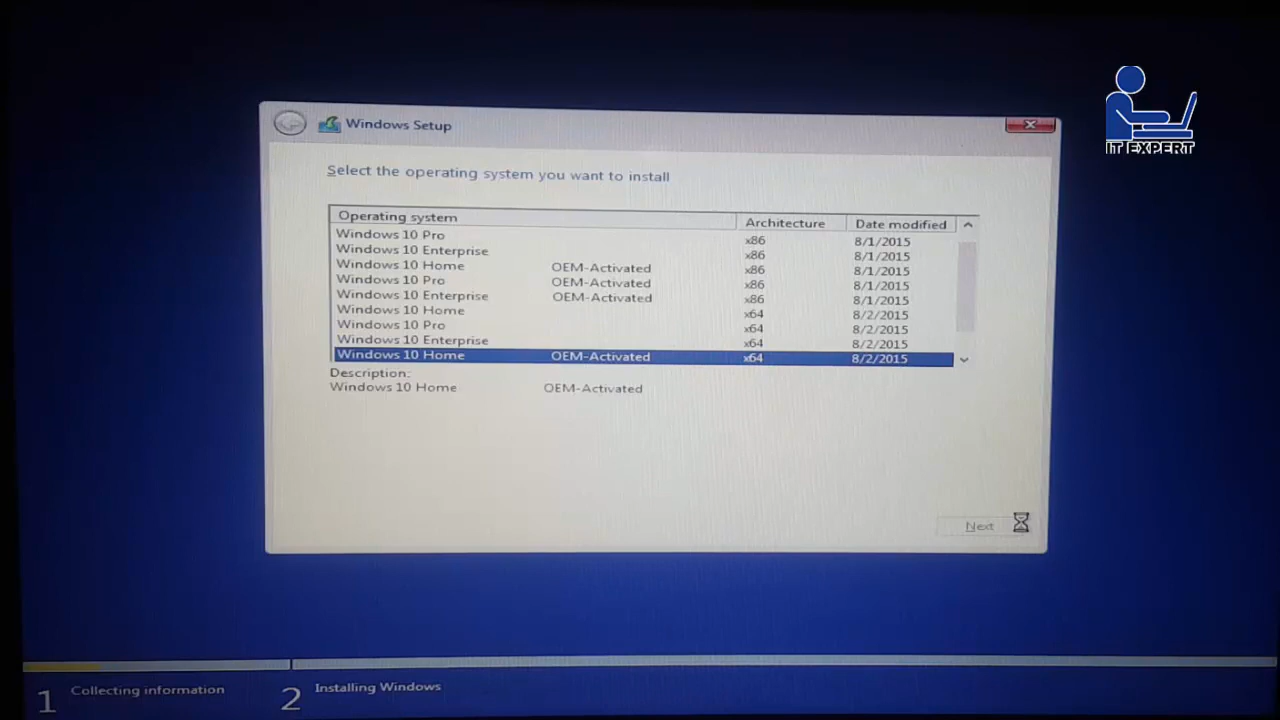 IT EXPERT
Windows Setup
Select the operating system you want to install
Operating system Architecture Date modified
Windows 10 Pro x86 8/1/2015
Windows 10 Enterprise x86 8/1/2015
Windows 10 Home OEM-Activated x86 8/1/2015
Windows 10 Pro OEM-Activated x86 8/1/2015
Windows 10 Enterprise OEM-Activated x86 8/1/2015
Windows 10 Home x64 8/2/2015
Windows 10 Pro x64 8/2/2015
Windows 10 Enterprise x64 8/2/2015
Windows 10 Home OEM-Activated x64 8/2/2015
Description:
Windows 10 Home OEM-Activated
Next
1 Collecting information 2 Installing Windows